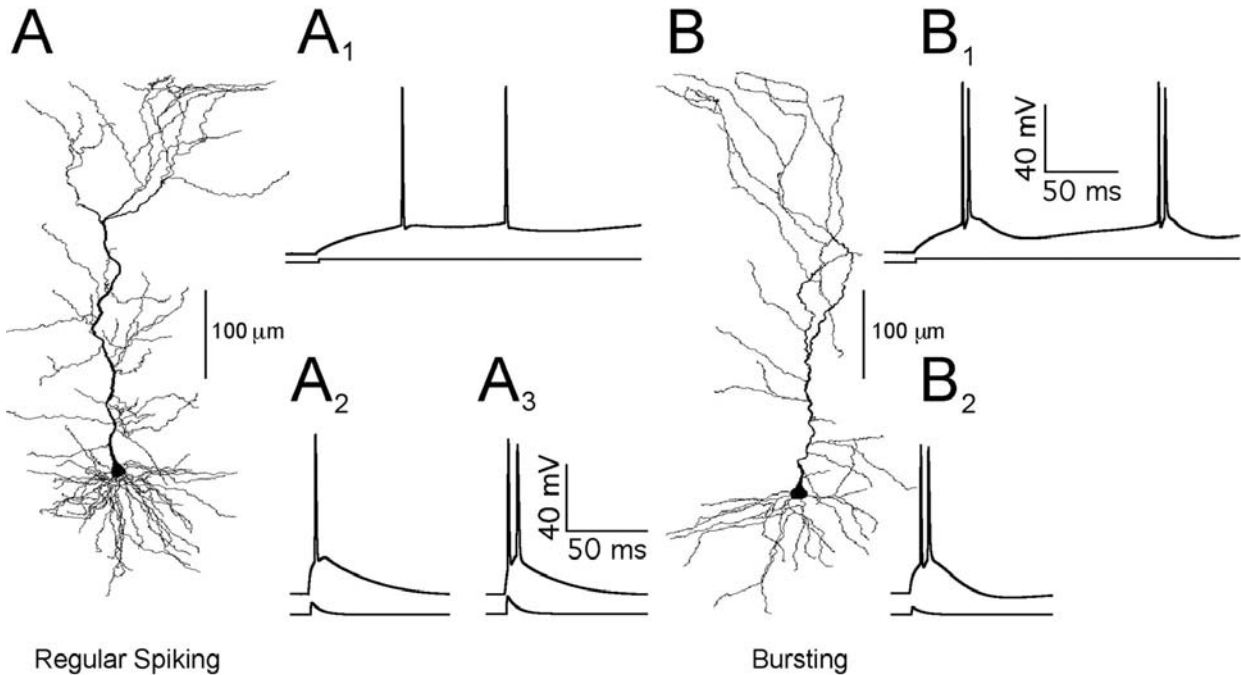 A
A1
B
B1
40 mV
50 ms
100 µm
100 µm
A2
A3
B2
40 mV
50 ms
Regular Spiking
Bursting